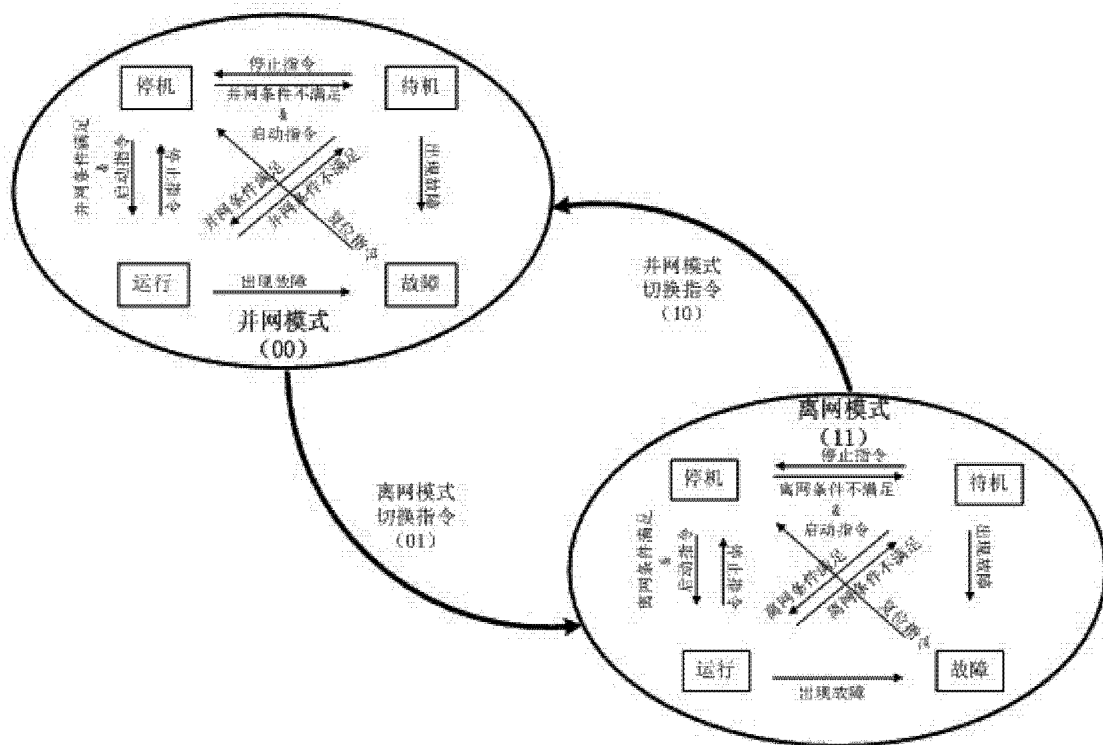 停机
停止指令
并网条件不满足
&
启动指令
待机
并网条件满足
&
启动指令
停止指令
并网条件满足
并网条件不满足
出现故障
复位指令
运行
出现故障
故障
并网模式
(00)
并网模式
切换指令
(10)
离网模式
切换指令
(01)
离网模式
(11)
停机
停止指令
离网条件不满足
&
启动指令
待机
离网条件满足
&
启动指令
停止指令
离网条件满足
离网条件不满足
出现故障
复位指令
运行
出现故障
故障